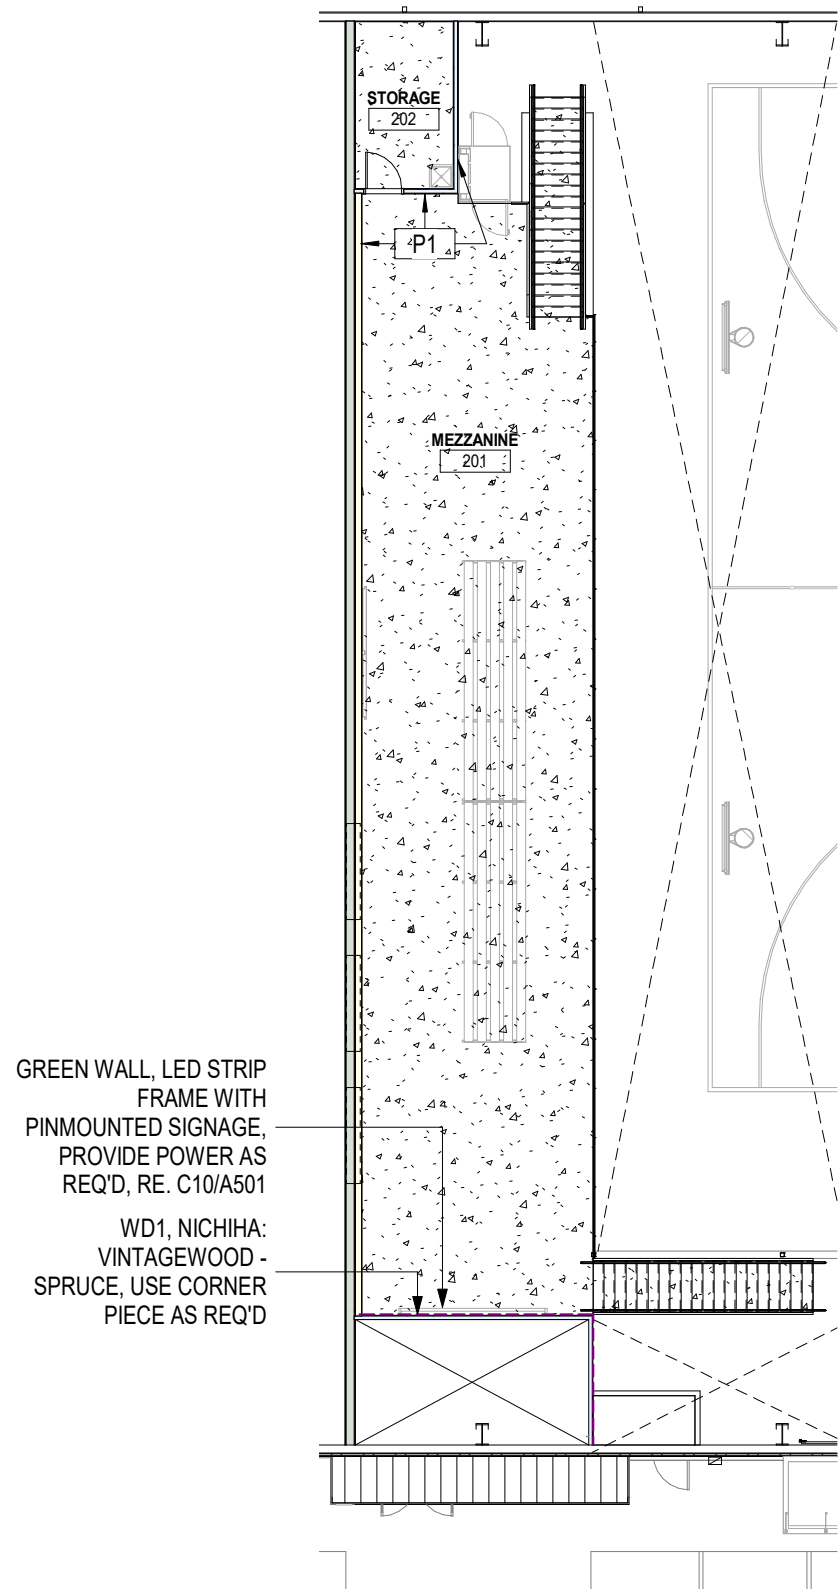 STORAGE
202
P1
MEZZANINE
201
GREEN WALL, LED STRIP
FRAME WITH
PINMOUNTED SIGNAGE,
PROVIDE POWER AS
REQ'D, RE. C10/A501
WD1, NICHIHA:
VINTAGEWOOD -
SPRUCE, USE CORNER
PIECE AS REQ'D